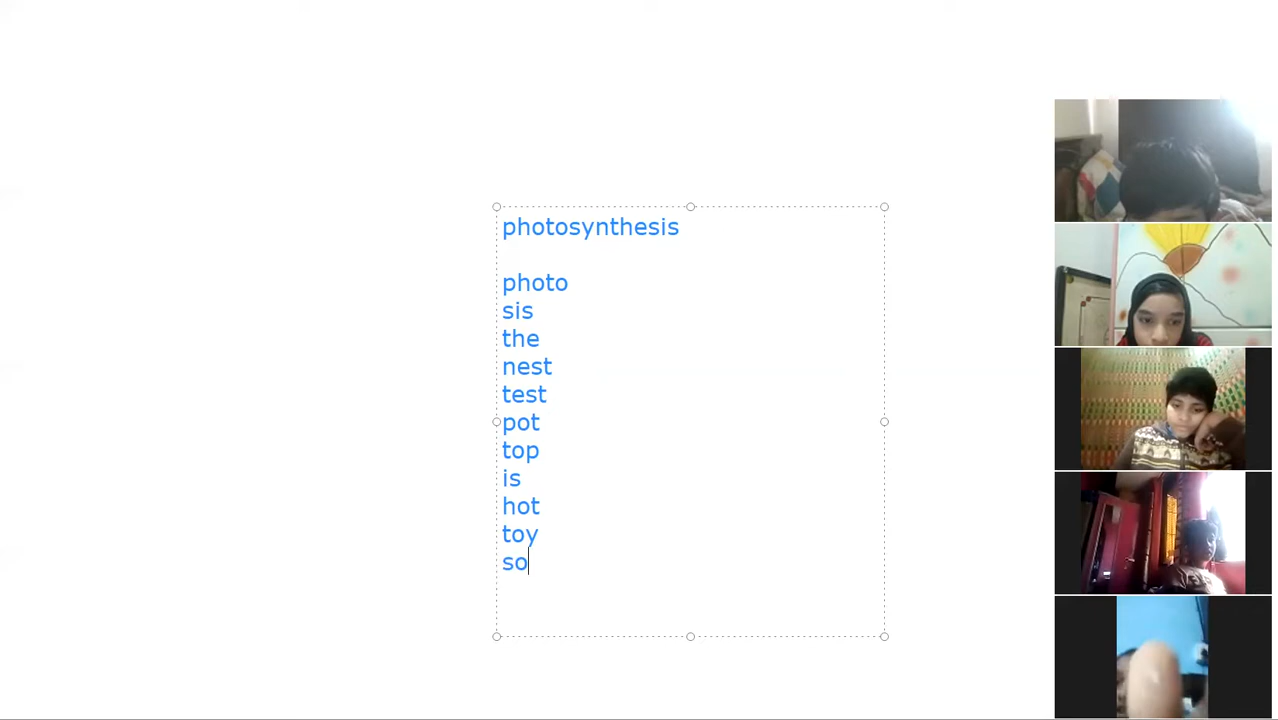 photosynthesis
photo
sis
the
nest
test
pot
top
is
hot
toy
so